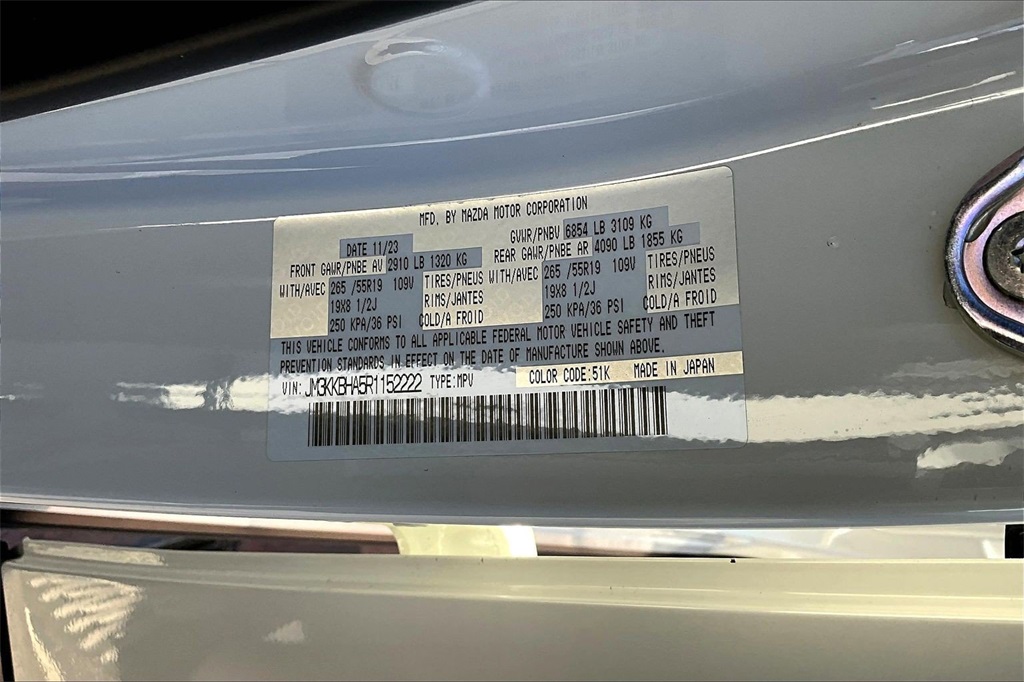 MFD. BY MAZDA MOTOR CORPORATION
DATE 11/23 GVWR/PNBV 6854 LB 3109 KG
FRONT GAWR/PNBE AV 2910 LB 1320 KG REAR GAWR/PNBE AR 4090 LB 1855 KG
WITH/AVEC 265 /55R19 109V TIRES/PNEUS WITH/AVEC 265 /55R19 109V TIRES/PNEUS
19X8 1/2J RIMS/JANTES 19X8 1/2J RIMS/JANTES
250 KPA/36 PSI COLD/A FROID 250 KPA/36 PSI COLD/A FROID
THIS VEHICLE CONFORMS TO ALL APPLICABLE FEDERAL MOTOR VEHICLE SAFETY AND THEFT
PREVENTION STANDARDS IN EFFECT ON THE DATE OF MANUFACTURE SHOWN ABOVE.
VIN: JM3KKBHA5R1152222 TYPE:MPV COLOR CODE:51K MADE IN JAPAN